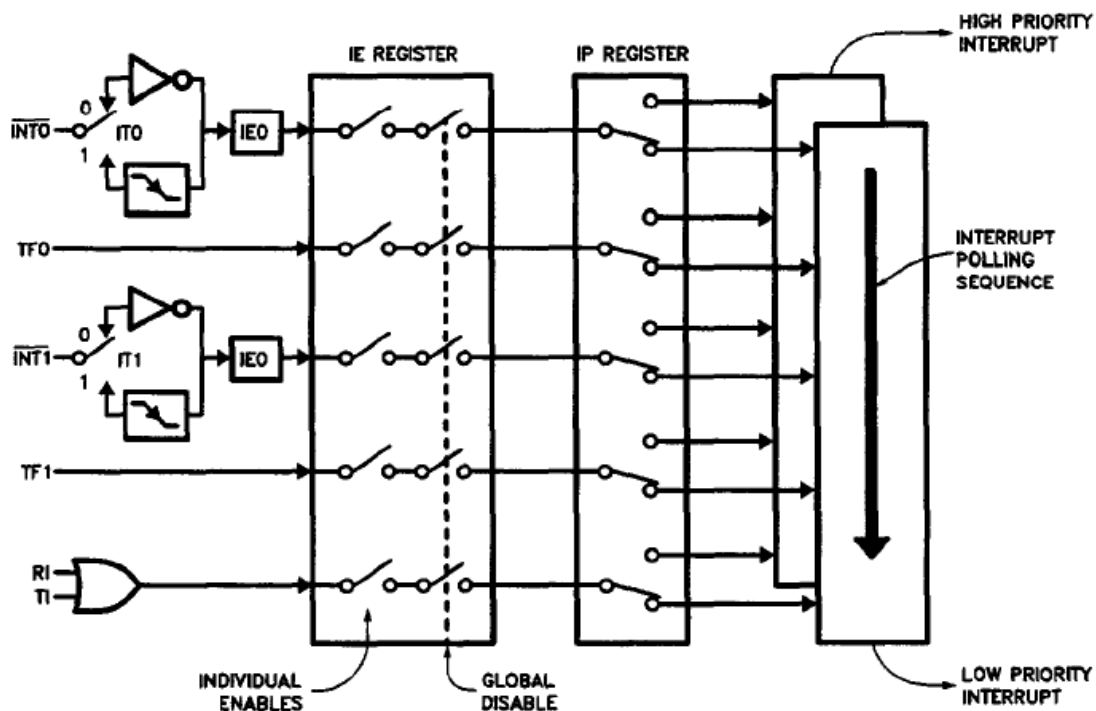 HIGH PRIORITY
INTERRUPT
IE REGISTER
IP REGISTER
0
INT0
IT0
IE0
1
TF0
INTERRUPT
POLLING
SEQUENCE
0
INT1
IT1
IE0
1
TF1
RI
TI
INDIVIDUAL
ENABLES
GLOBAL
DISABLE
LOW PRIORITY
INTERRUPT